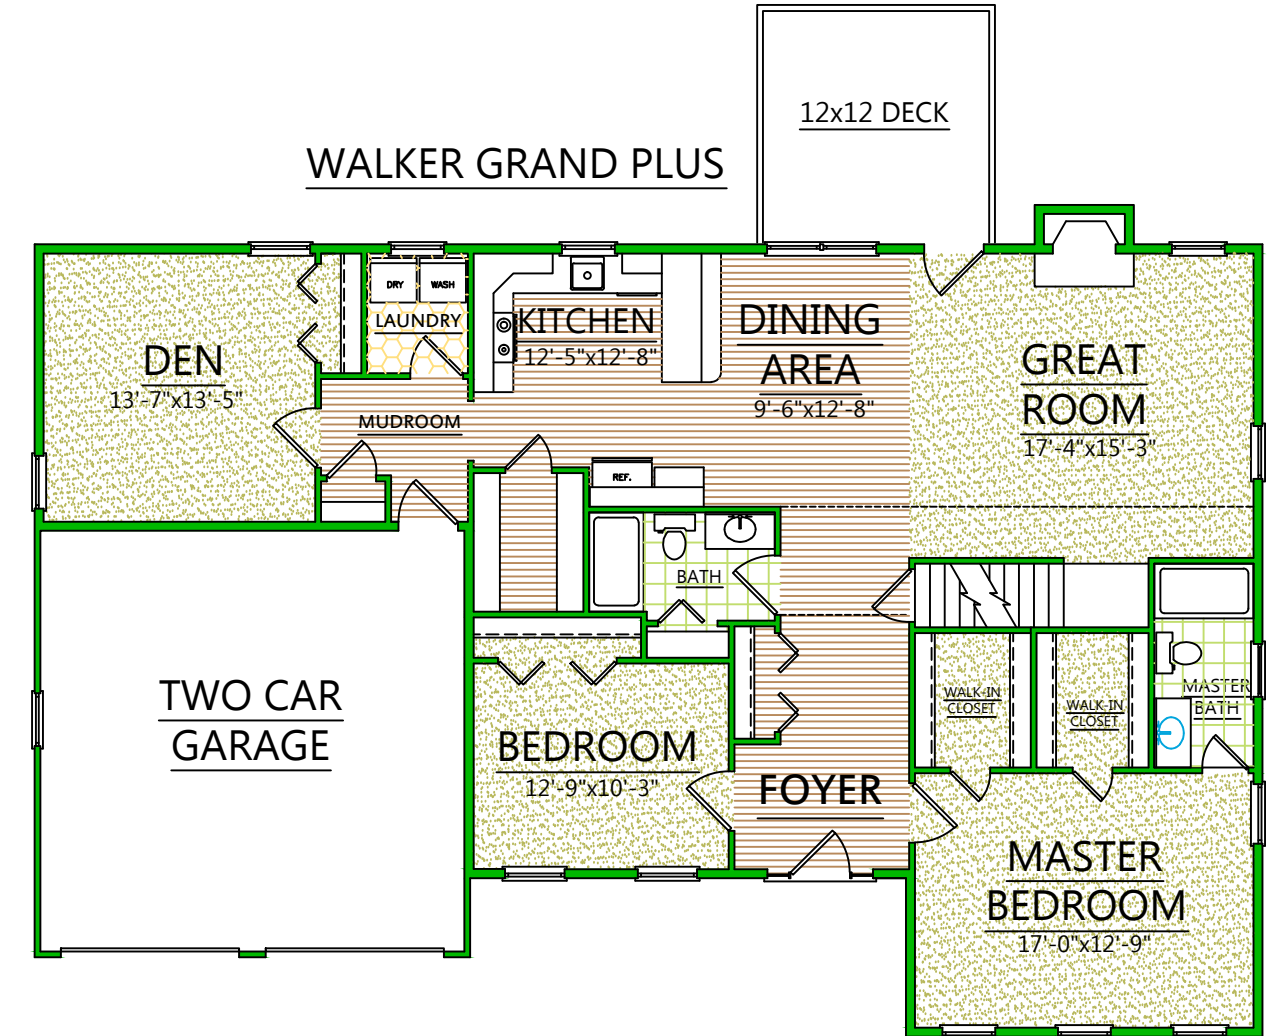 12x12 DECK
WALKER GRAND PLUS
DRY
WASH
LAUNDRY
KITCHEN
12'-5"x12'-8"
DINING
AREA
9'-6"x12'-8"
DEN
13'-7"x13'-5"
GREAT
ROOM
17'-4"x15'-3"
MUDROOM
REF.
BATH
TWO CAR
GARAGE
WALK-IN
CLOSET
WALK-IN
CLOSET
MASTER
BATH
BEDROOM
12'-9"x10'-3"
FOYER
MASTER
BEDROOM
17'-0"x12'-9"